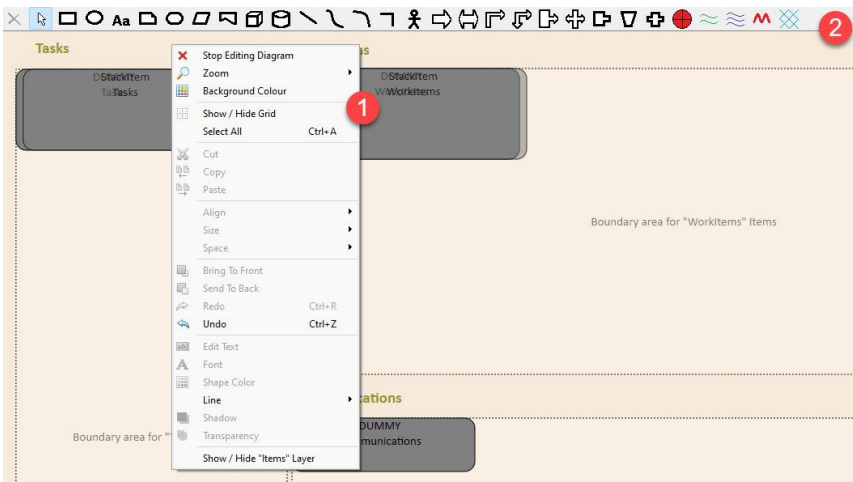 Aa
2
Tasks
Stop Editing Diagram
Zoom
Background Colour
Show / Hide Grid
Select All Ctrl+A
Cut
Copy
Paste
Align
Size
Space
Bring To Front
Send To Back
Redo Ctrl+R
Undo Ctrl+Z
Edit Text
Font
Shape Color
Line
Shadow
Transparency
Show / Hide "Items" Layer
1
StackItem
Tasks
StackItem
WorkItems
Boundary area for "WorkItems" Items
cations
DUMMY
munications
Boundary area for "